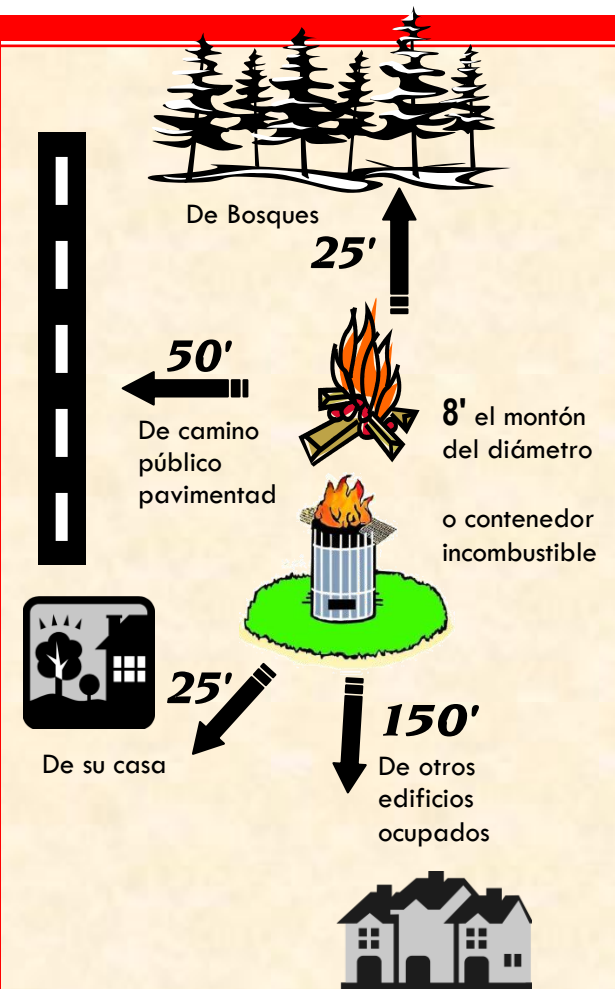 De Bosques
25'
50'
De camino
público
pavimentad
8' el montón
del diámetro
o contenedor
incombustible
25'
De su casa
150'
De otros
edificios
ocupados